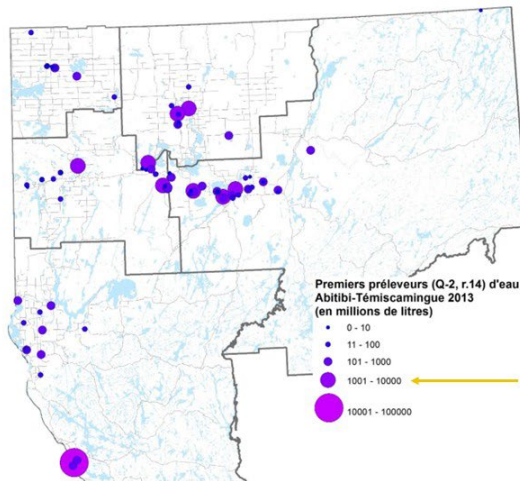 Premiers préleveurs (Q-2, r.14) d'eau
Abitibi-Témiscamingue 2013
(en millions de litres)
0 - 10
11 - 100
101 - 1000
1001 - 10000
10001 - 100000